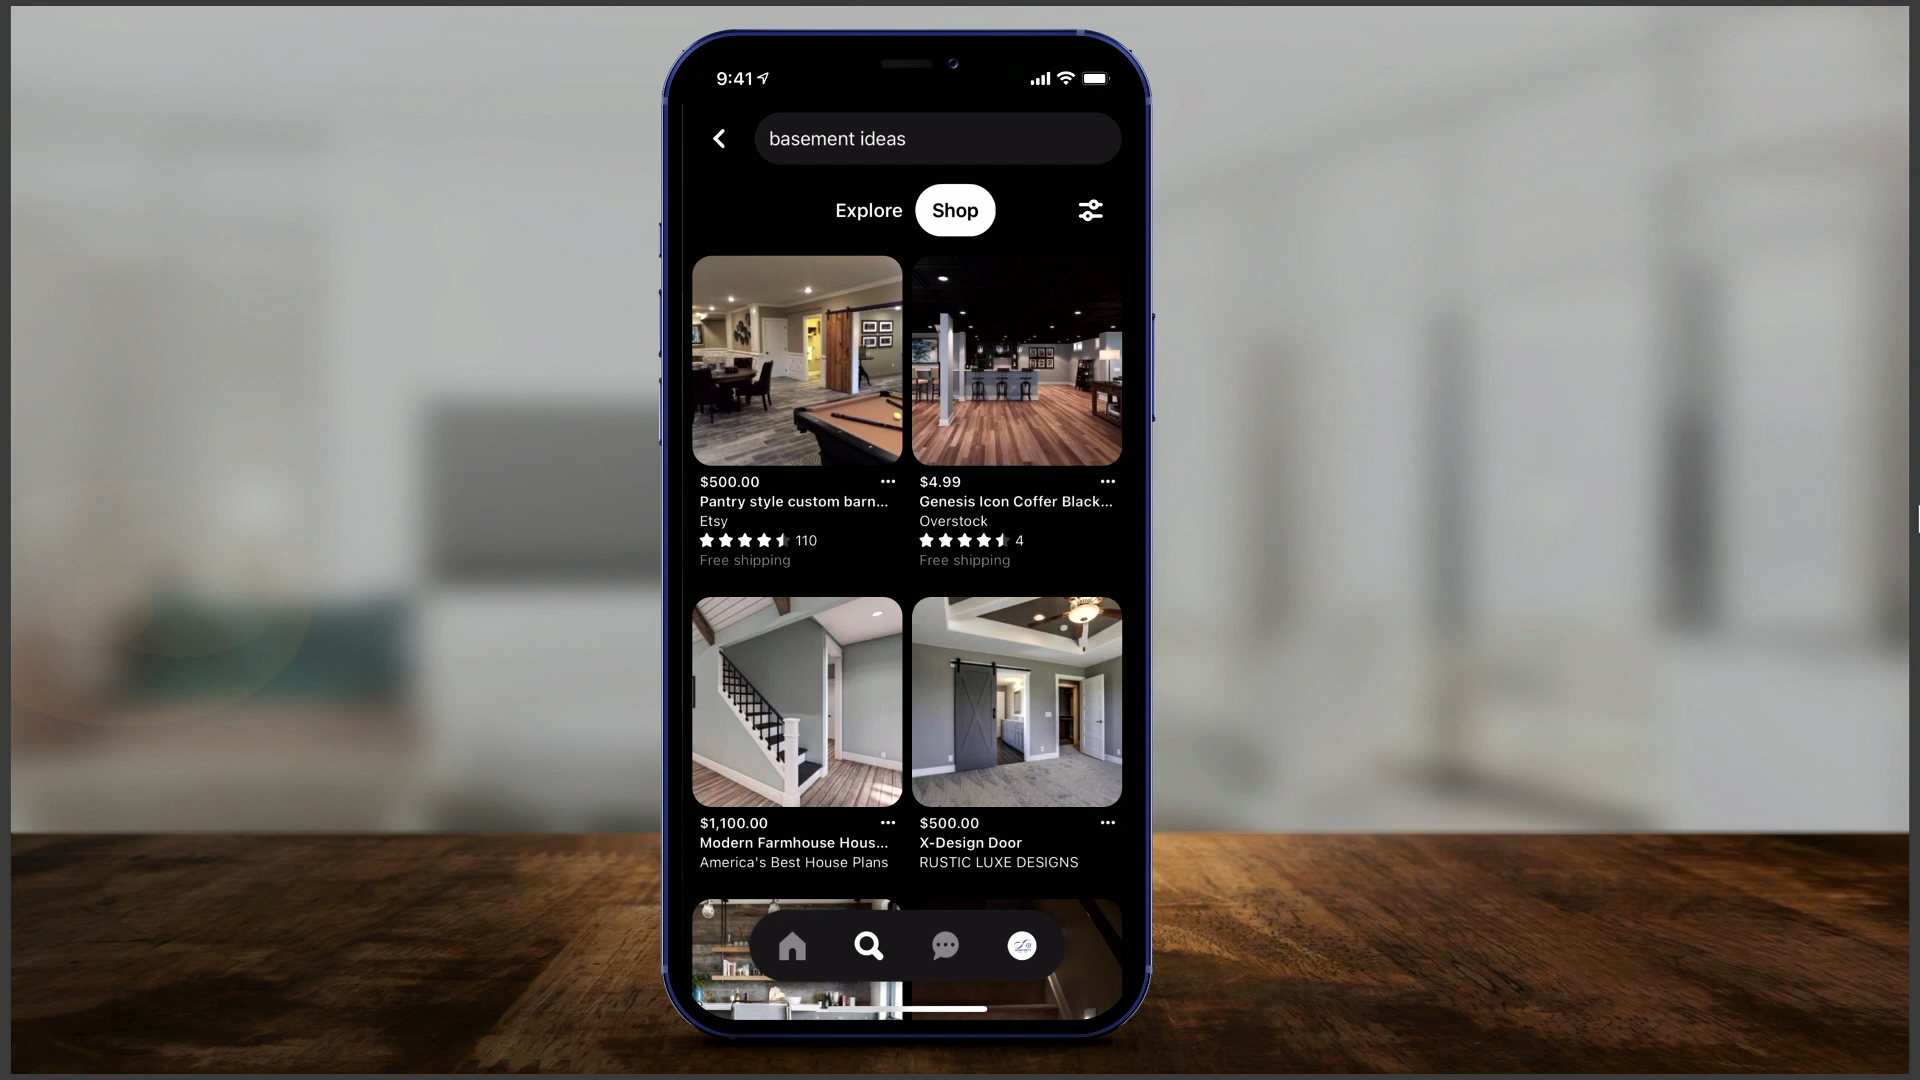 9:41
basement ideas
Explore
Shop
$500.00
Pantry style custom barn...
Etsy
110
Free shipping
$4.99
Genesis Icon Coffer Black...
Overstock
4
Free shipping
$1,100.00
Modern Farmhouse Hous...
America's Best House Plans
$500.00
X-Design Door
RUSTIC LUXE DESIGNS